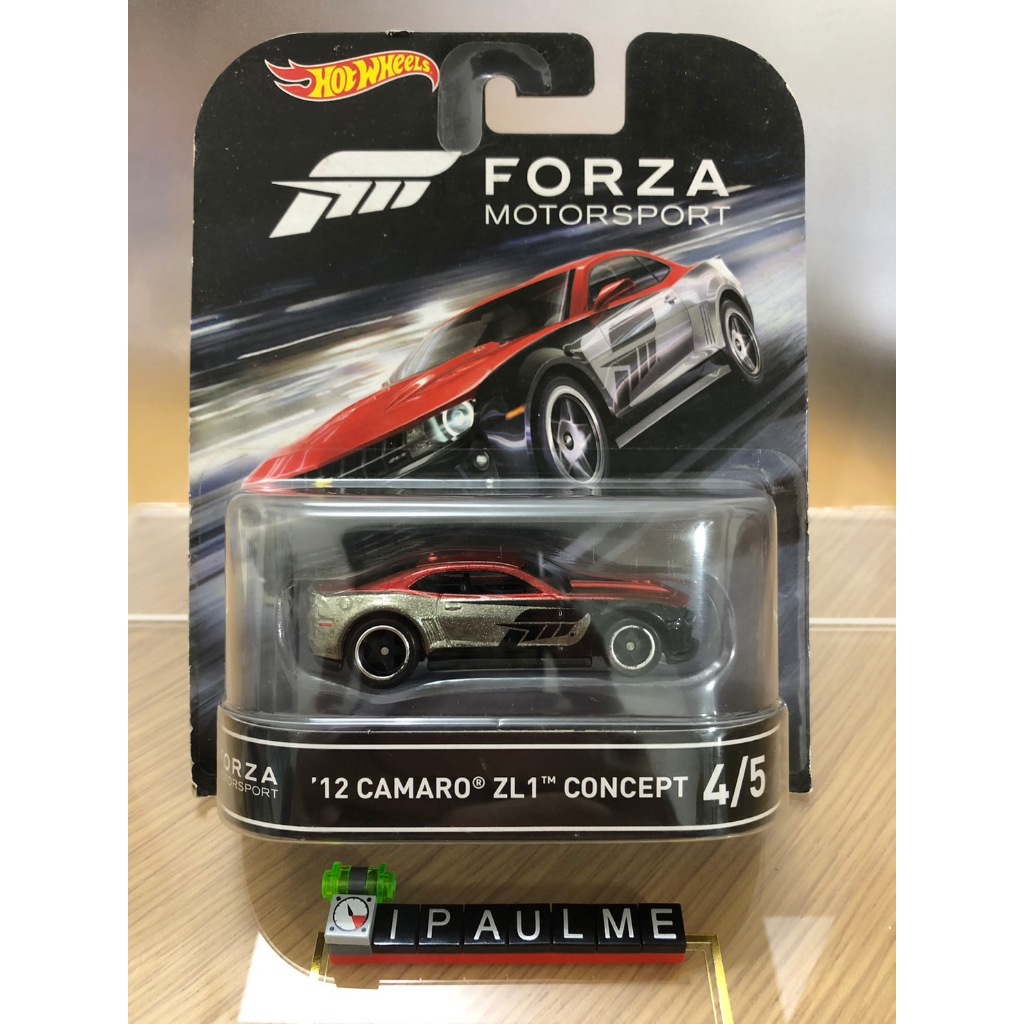 HOT WHEELS
FORZA
MOTORSPORT
FORZA
MOTORSPORT
'12 CAMARO® ZL1™ CONCEPT 4/5
IPAULME